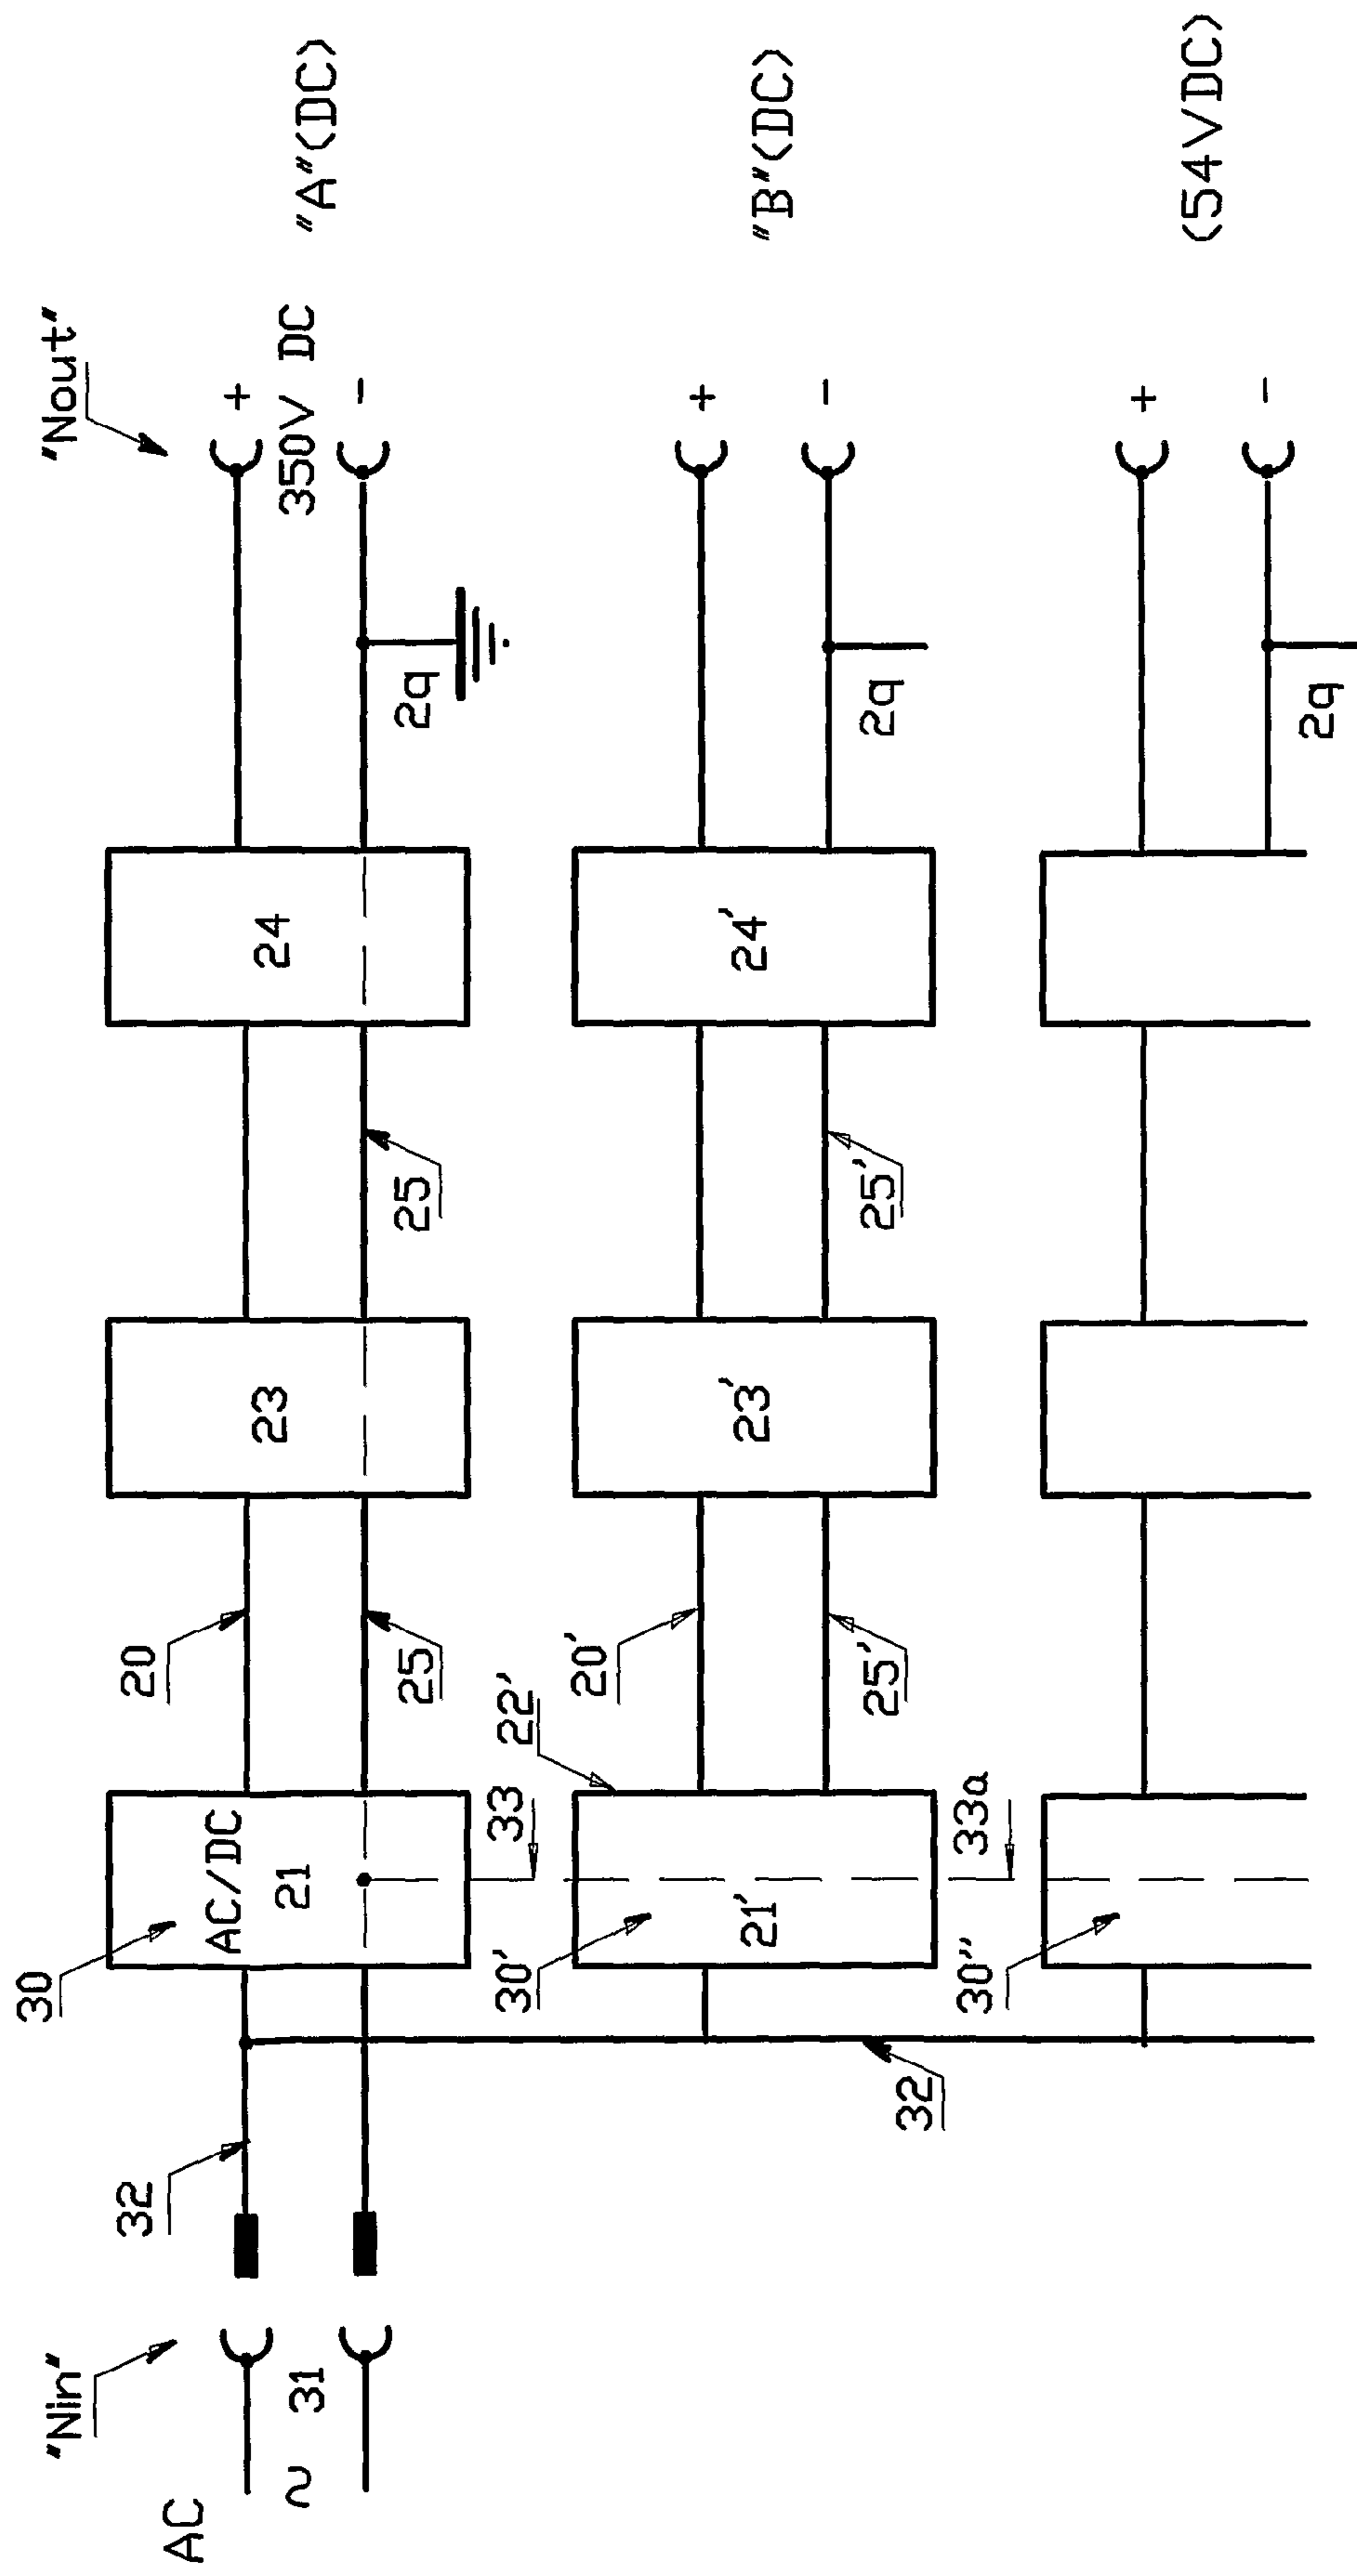 "Nin"
"Nout"
AC
~
31
32
30
AC/DC
21
20
25
23
25
24
2q
+
350V DC
-
"A"(DC)
33
22'
30'
21'
20'
25'
23'
25'
24'
2q
+
-
"B"(DC)
32
33a
30"
2q
+
-
(54VDC)